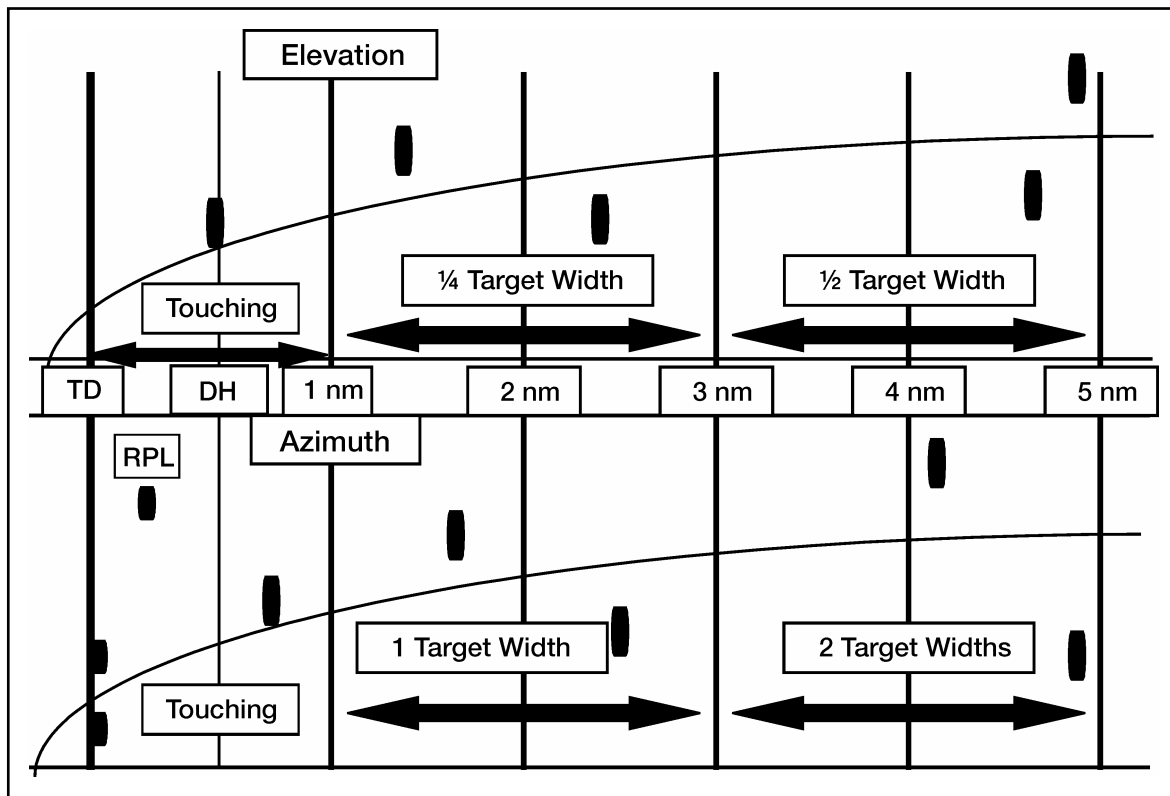 Elevation
¼ Target Width
½ Target Width
Touching
TD
DH
1 nm
2 nm
3 nm
4 nm
5 nm
Azimuth
RPL
1 Target Width
2 Target Widths
Touching